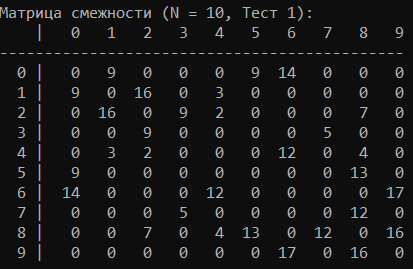 Матрица смежности (N = 10, Тест 1):
    |   0   1   2   3   4   5   6   7   8   9
--------------------------------------------
  0 |   0   9   0   0   0   9  14   0   0   0
  1 |   9   0  16   0   3   0   0   0   0   0
  2 |   0  16   0   9   2   0   0   0   7   0
  3 |   0   0   9   0   0   0   0   5   0   0
  4 |   0   3   2   0   0   0  12   0   4   0
  5 |   9   0   0   0   0   0   0   0  13   0
  6 |  14   0   0   0  12   0   0   0   0  17
  7 |   0   0   0   5   0   0   0   0  12   0
  8 |   0   0   7   0   4  13   0  12   0  16
  9 |   0   0   0   0   0   0  17   0  16   0